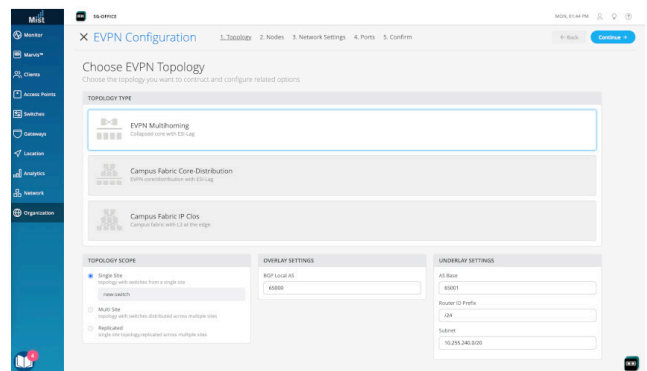 Mist
SG-OFFICE
MON, 01:44 PM
Monitor
Marvis™
Clients
Access Points
Switches
Gateways
Location
Analytics
Network
Organization
4
EVPN Configuration
1. Topology 2. Nodes 3. Network Settings 4. Ports 5. Confirm
Back
Continue
Choose EVPN Topology
Choose the topology you want to contruct and configure related options
TOPOLOGY TYPE
EVPN Multihoming
Collapsed core with ESI-Lag
Campus Fabric Core-Distribution
EVPN core/distribution with ESI-Lag
Campus Fabric IP Clos
Campus fabric with L3 at the edge
TOPOLOGY SCOPE
Single Site
topology with switches from a single site
new-switch
Multi Site
topology with switches distributed across multiple sites
Replicated
single site topology replicated across multiple sites
OVERLAY SETTINGS
BGP Local AS
65000
UNDERLAY SETTINGS
AS Base
65001
Router ID Prefix
/24
Subnet
10.255.240.0/20